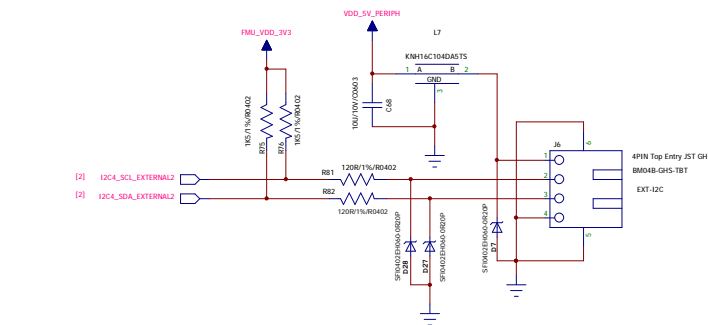 VDD_5V_PERIPH
L7
FMU_VDD_3V3
KNH16C104DA5TS
1 A B 2
GND
3
10U/10V/C0603
C68
1K5/1%/R0402
R75
1K5/1%/R0402
R76
J6
6
4PIN Top Entry JST GH
BM04B-GHS-TBT
EXT-I2C
1
2
3
4
5
R81
120R/1%/R0402
[2] I2C4_SCL_EXTERNAL2
[2] I2C4_SDA_EXTERNAL2
R82
120R/1%/R0402
SFI0402EH060-0R20P
D28
D27
SFI0402EH060-0R20P
SFI0402EH060-0R20P
D7